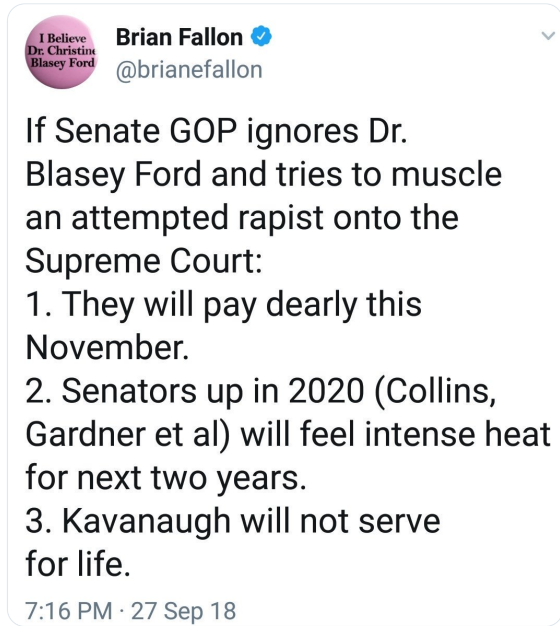 I Believe
Dr. Christine
Blasey Ford
Brian Fallon
@brianefallon
If Senate GOP ignores Dr.
Blasey Ford and tries to muscle
an attempted rapist onto the
Supreme Court:
1. They will pay dearly this
November.
2. Senators up in 2020 (Collins,
Gardner et al) will feel intense heat
for next two years.
3. Kavanaugh will not serve
for life.
7:16 PM · 27 Sep 18